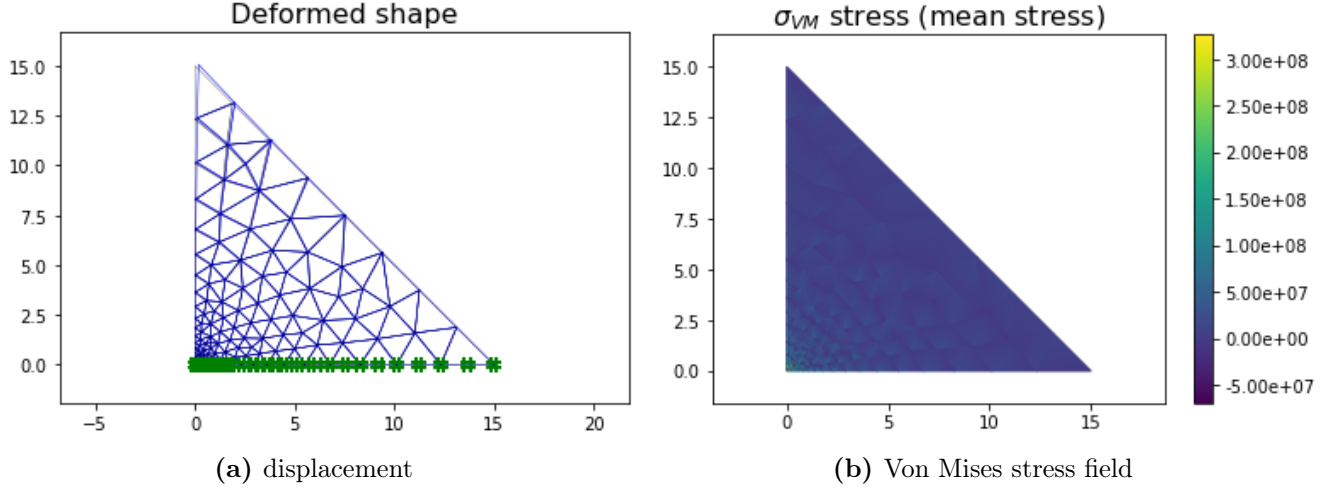 Deformed shape
15.0
12.5
10.0
7.5
5.0
2.5
0.0
−5 0 5 10 15 20
(a) displacement
σVM stress (mean stress)
15.0
12.5
10.0
7.5
5.0
2.5
0.0
0 5 10 15
3.00e+08
2.50e+08
2.00e+08
1.50e+08
1.00e+08
5.00e+07
0.00e+00
-5.00e+07
(b) Von Mises stress field